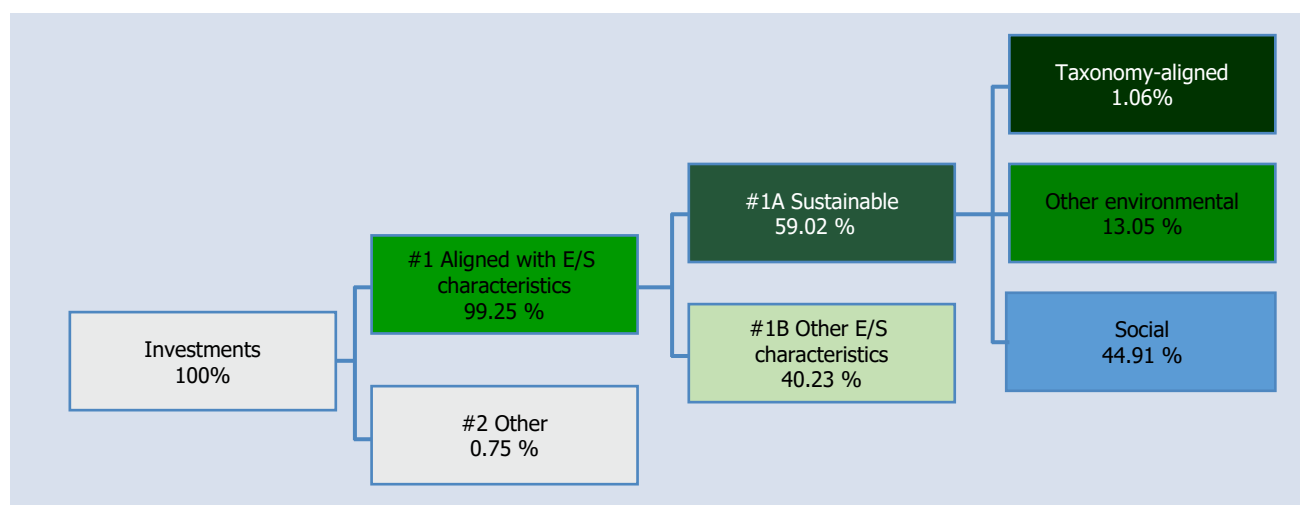 Investments
100%
#1 Aligned with E/S
characteristics
99.25 %
#2 Other
0.75 %
#1A Sustainable
59.02 %
#1B Other E/S
characteristics
40.23 %
Taxonomy-aligned
1.06%
Other environmental
13.05 %
Social
44.91 %